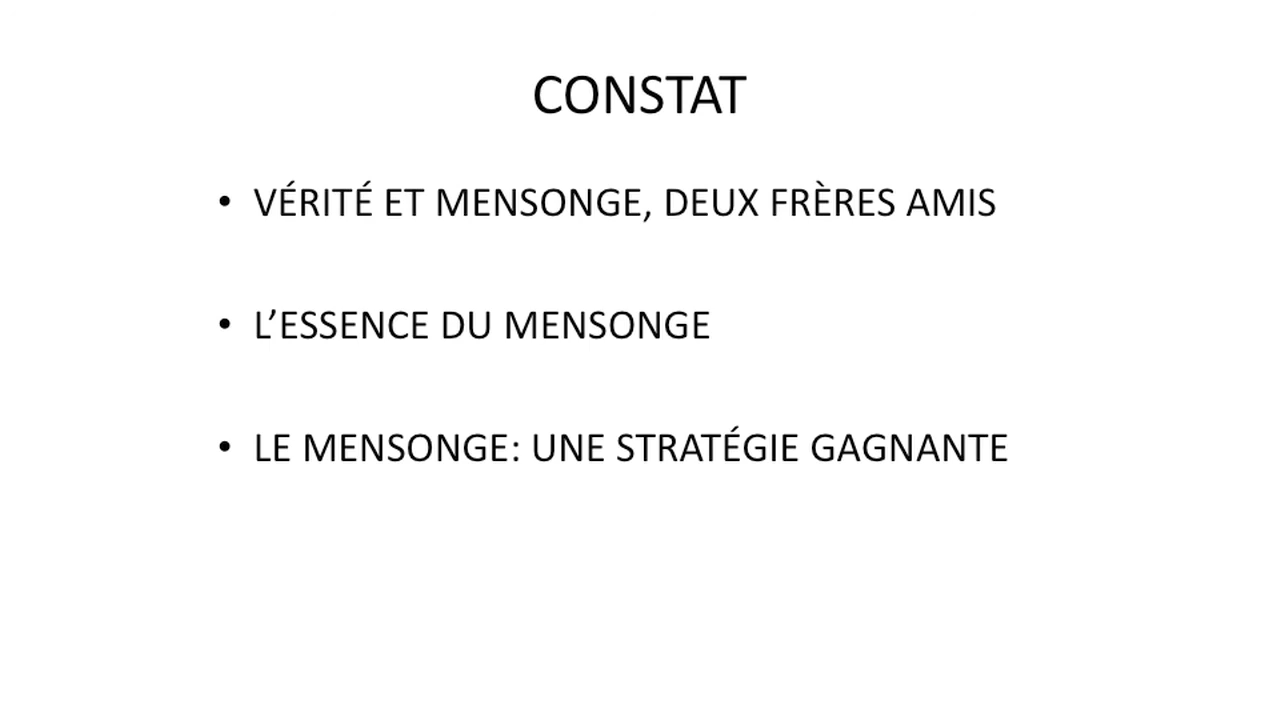 CONSTAT
• VÉRITÉ ET MENSONGE, DEUX FRÈRES AMIS
• L’ESSENCE DU MENSONGE
• LE MENSONGE: UNE STRATÉGIE GAGNANTE